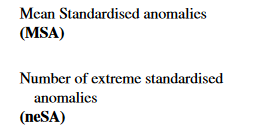 Mean Standardised anomalies
(MSA)
Number of extreme standardised
anomalies
(neSA)